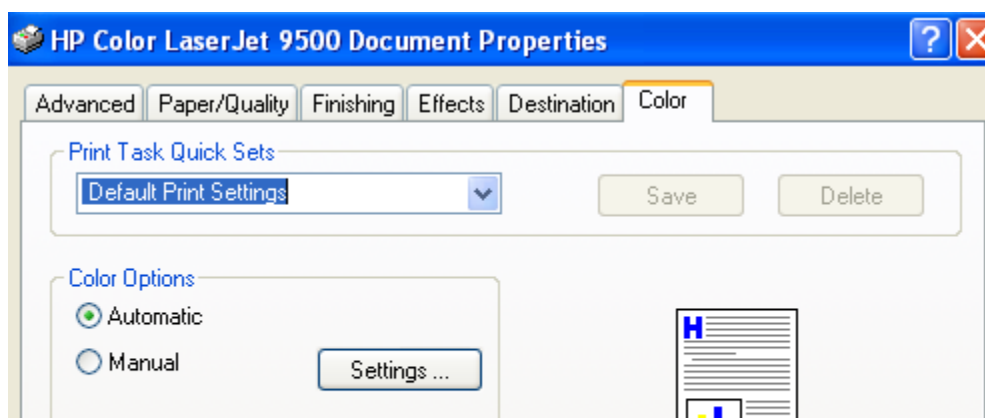 HP Color LaserJet 9500 Document Properties
Advanced Paper/Quality Finishing Effects Destination Color
Print Task Quick Sets
Default Print Settings Save Delete
Color Options
Automatic
Manual Settings ...
H